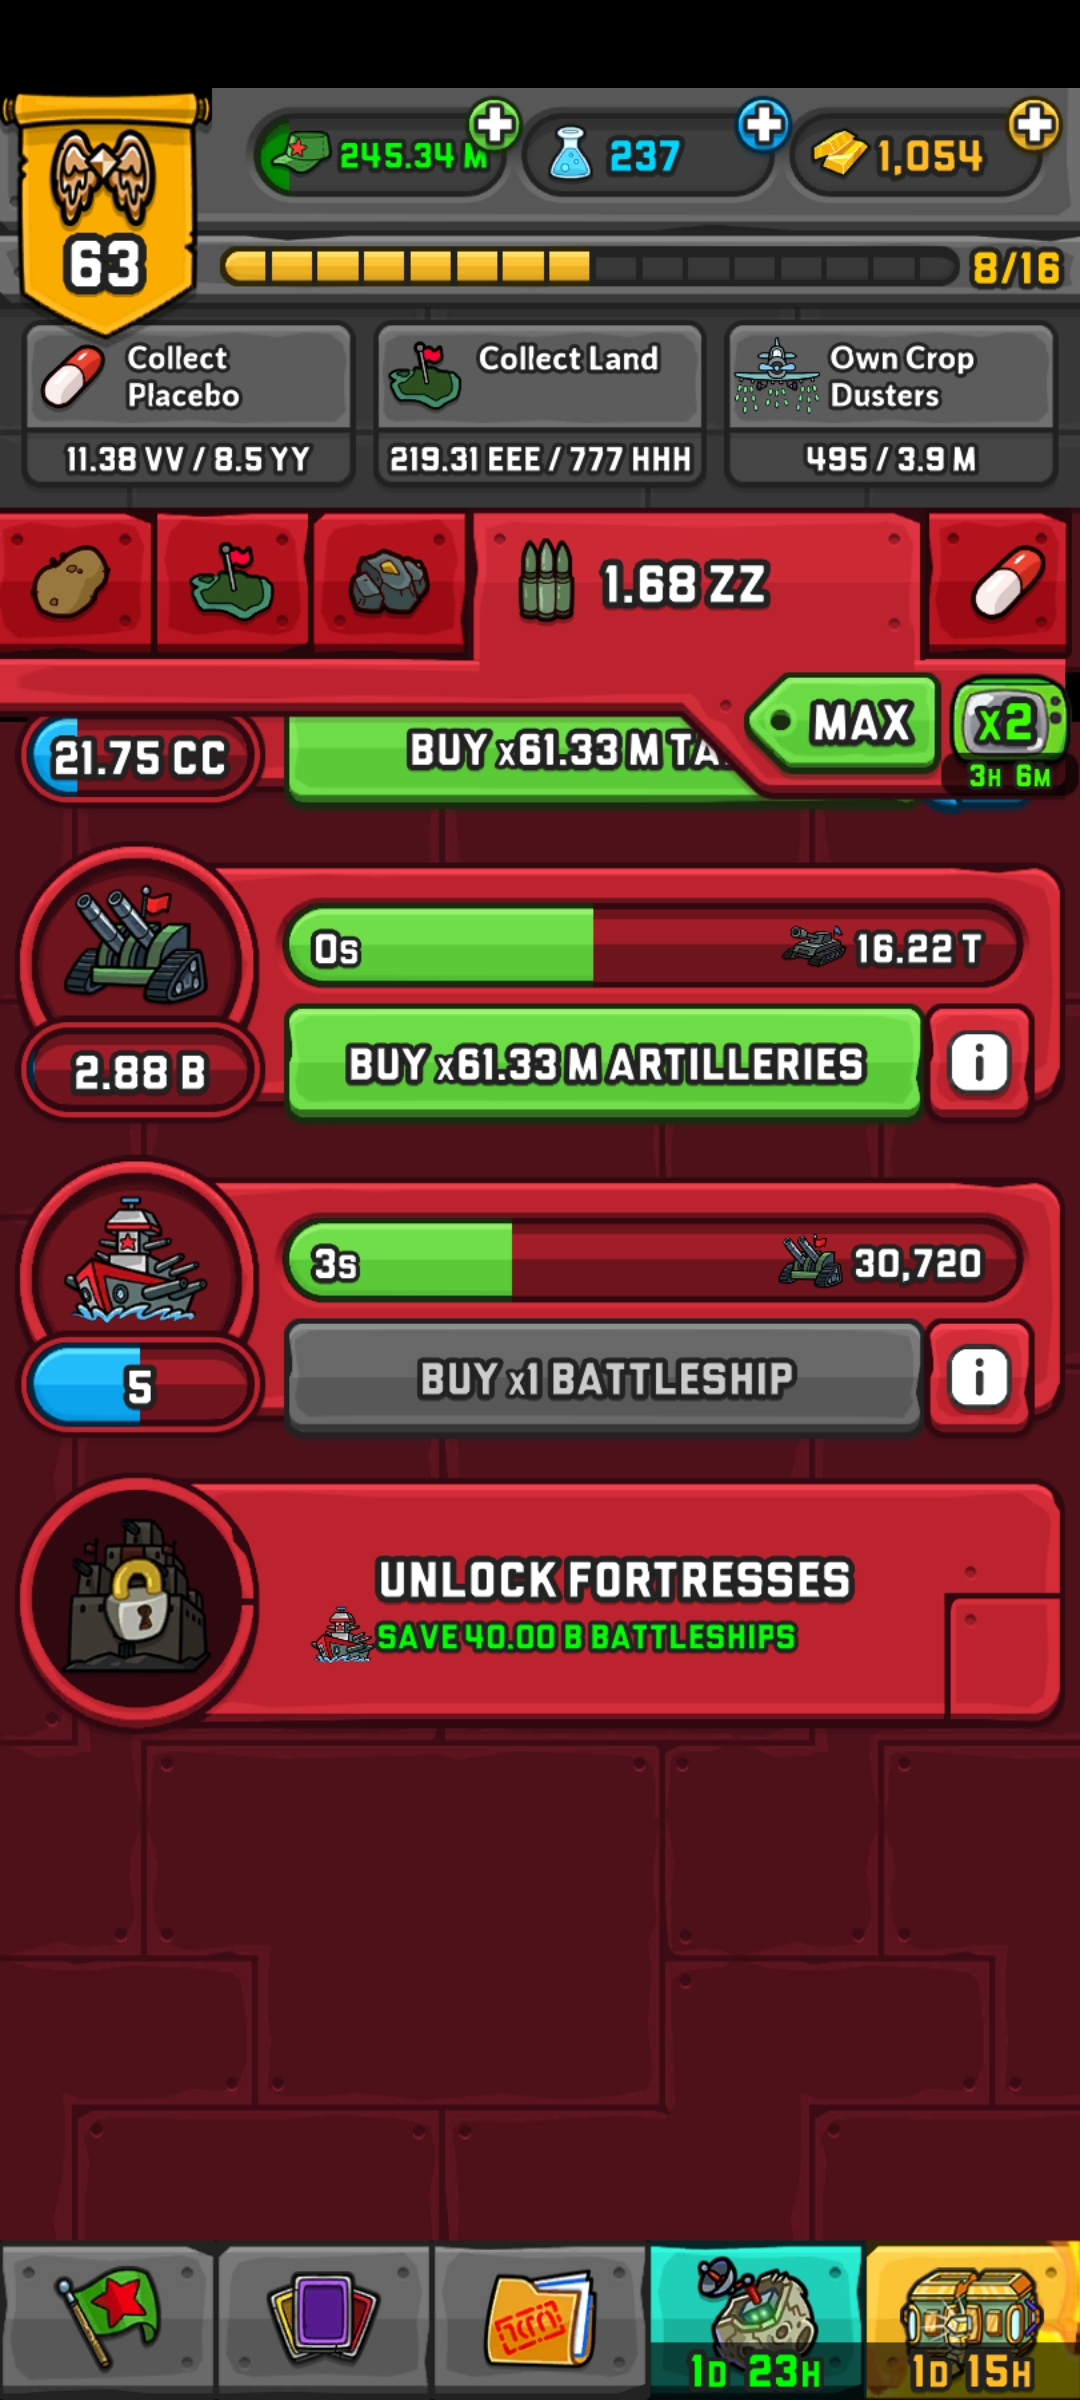 245.34 M
237
1,054
63
8/16
Collect
Placebo
Collect Land
Own Crop
Dusters
11.38 VV / 8.5 YY
219.31 EEE / 777 HHH
495 / 3.9 M
1.68 ZZ
MAX
x2
3H 6M
21.75 CC
BUY x61.33 M TA
0s
16.22 T
2.88 B
BUY x61.33 M ARTILLERIES
i
3s
30,720
5
BUY x1 BATTLESHIP
i
UNLOCK FORTRESSES
SAVE 40.00 B BATTLESHIPS
1D 23H
1D 15H